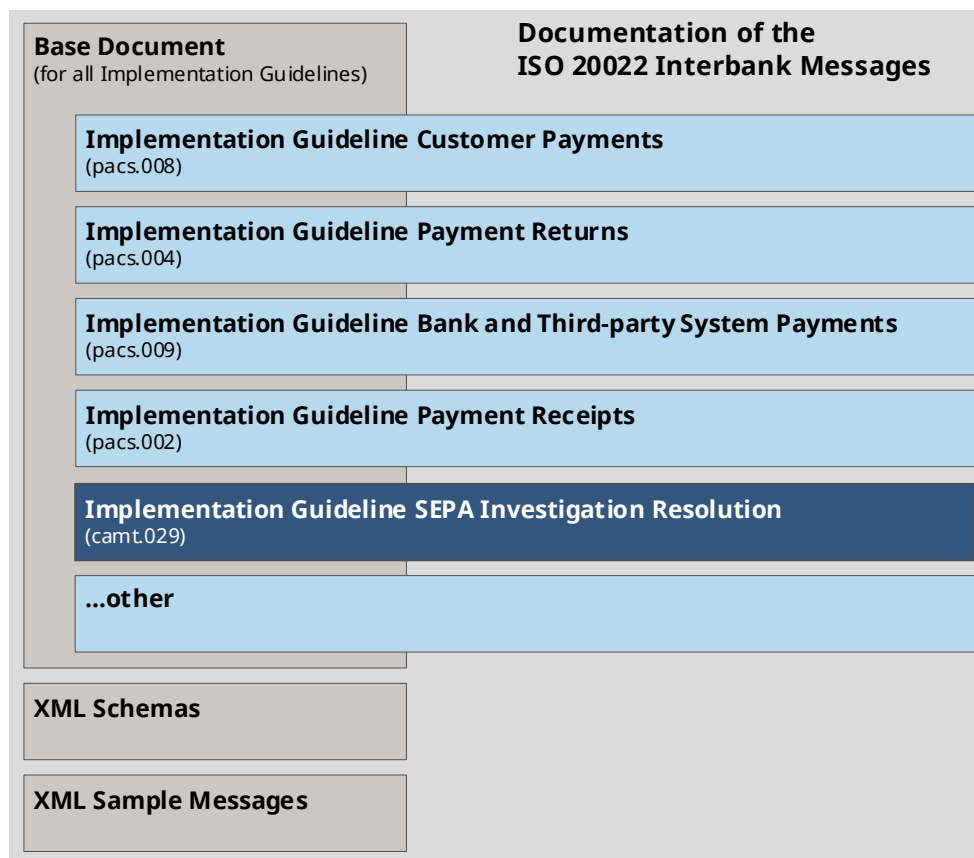 Base Document
(for all Implementation Guidelines)
Documentation of the
ISO 20022 Interbank Messages
Implementation Guideline Customer Payments
(pacs.008)
Implementation Guideline Payment Returns
(pacs.004)
Implementation Guideline Bank and Third-party System Payments
(pacs.009)
Implementation Guideline Payment Receipts
(pacs.002)
Implementation Guideline SEPA Investigation Resolution
(camt.029)
...other
XML Schemas
XML Sample Messages